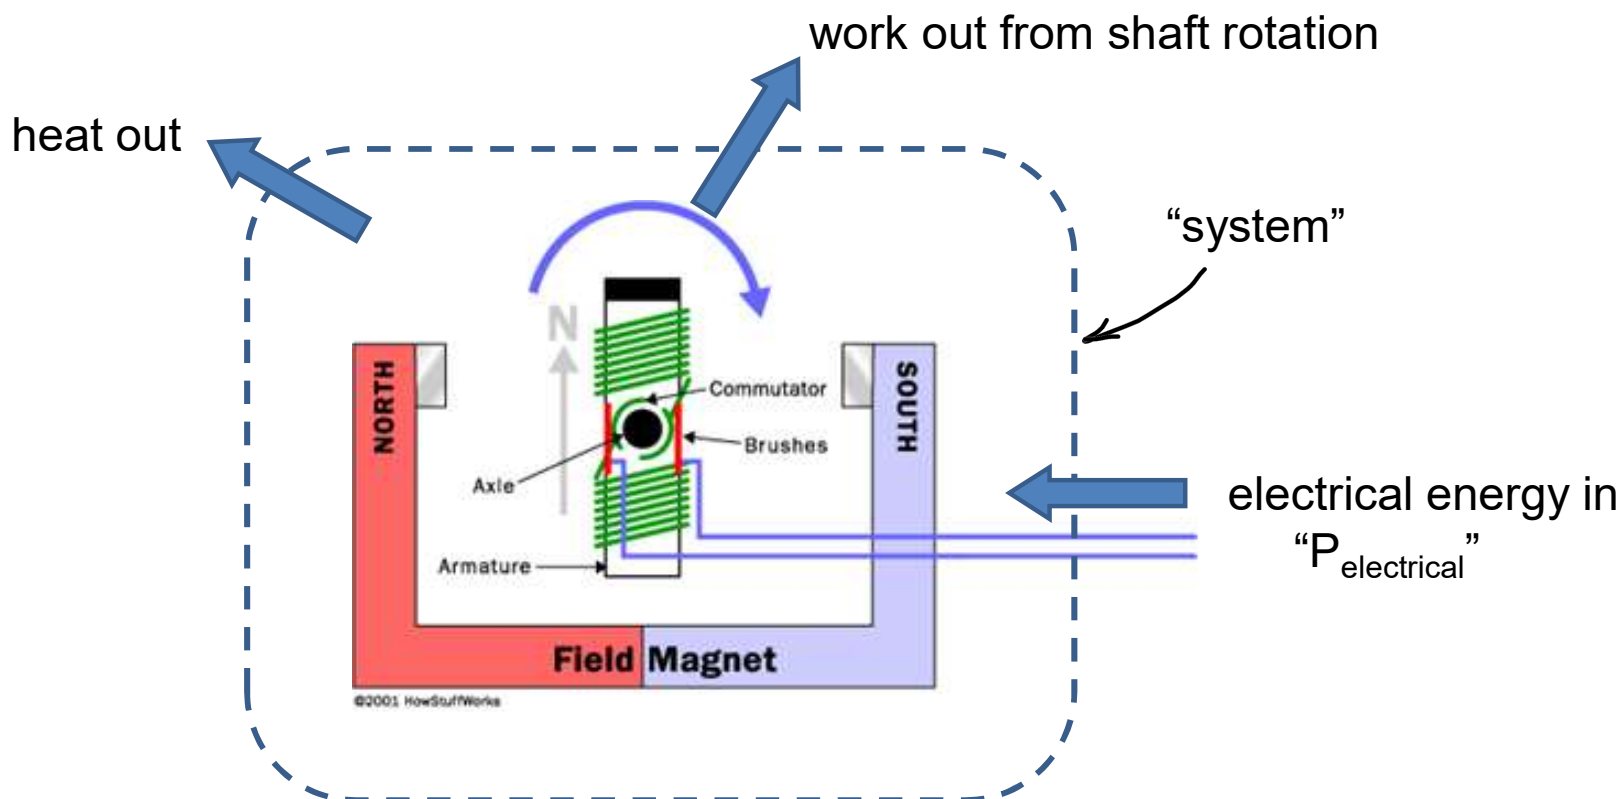 work out from shaft rotation
heat out
“system”
N
NORTH
SOUTH
Commutator
Brushes
Axle
electrical energy in
“Pelectrical”
Armature
Field Magnet
©2001 HowStuffWorks